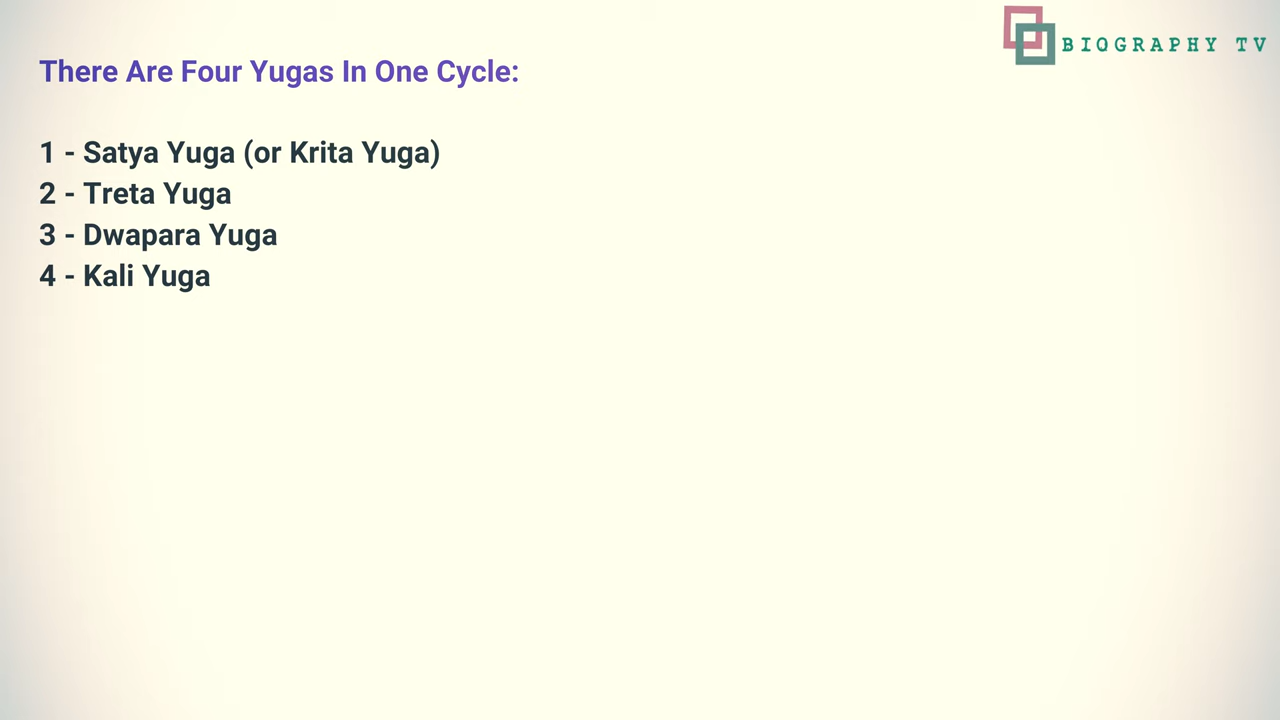 BIOGRAPHY TV
There Are Four Yugas In One Cycle:
1 - Satya Yuga (or Krita Yuga)
2 - Treta Yuga
3 - Dwapara Yuga
4 - Kali Yuga